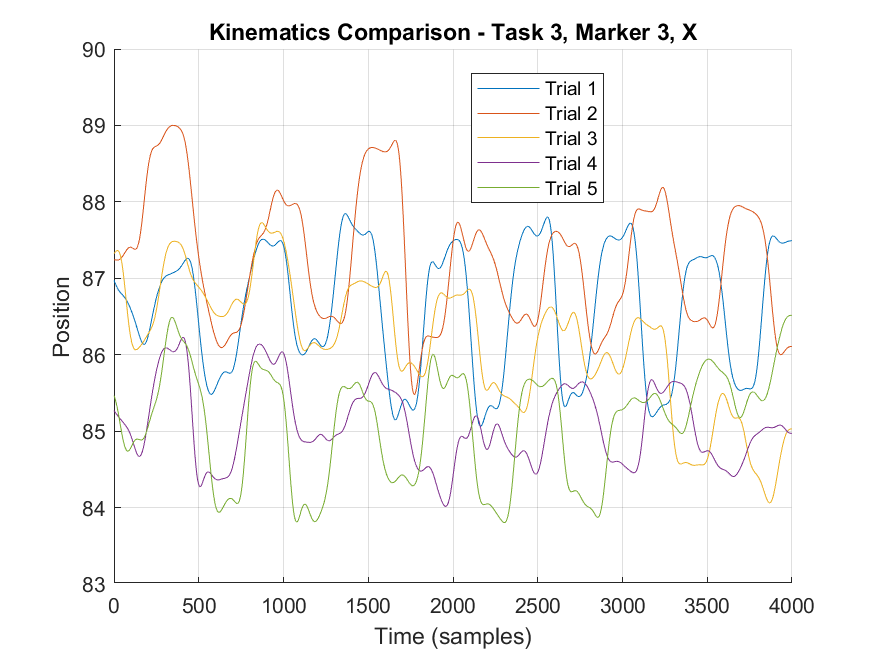 Kinematics Comparison - Task 3, Marker 3, X
90
89
88
87
86
85
84
83
Position
Trial 1
Trial 2
Trial 3
Trial 4
Trial 5
0 500 1000 1500 2000 2500 3000 3500 4000
Time (samples)